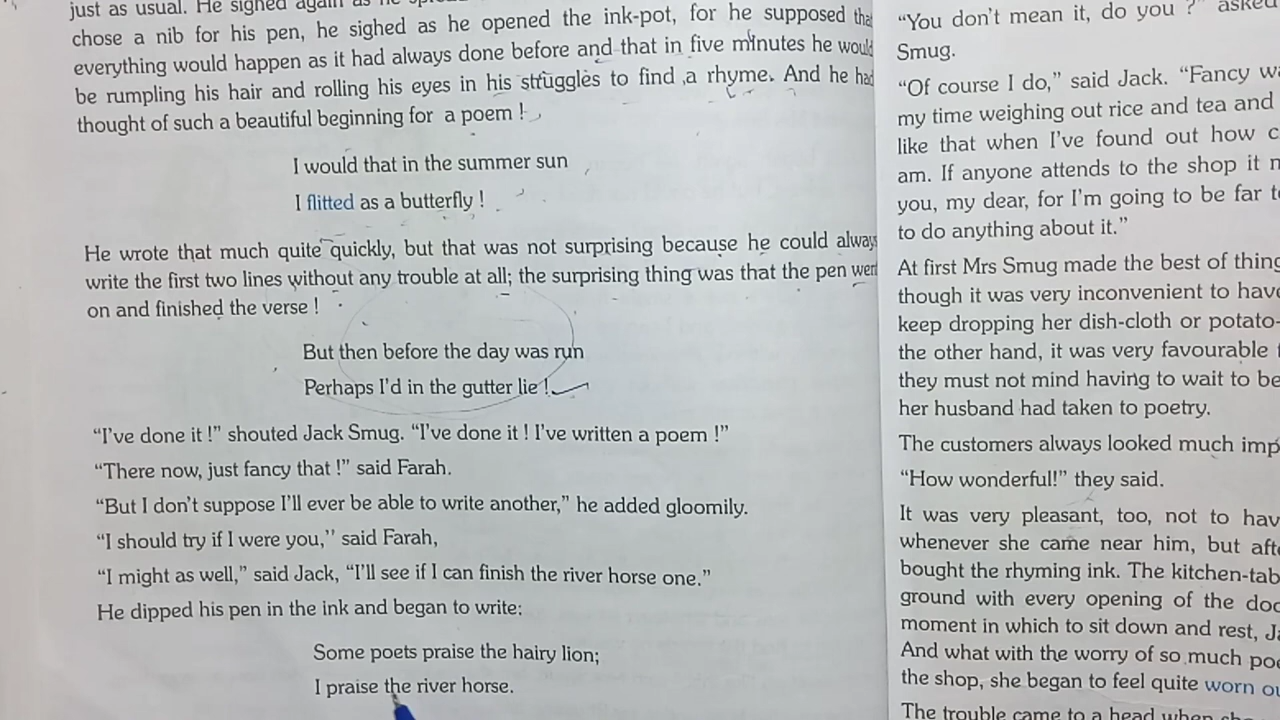 just as usual. He sighed again as he
chose a nib for his pen, he sighed as he opened the ink-pot, for he supposed that
everything would happen as it had always done before and that in five minutes he would
be rumpling his hair and rolling his eyes in his struggles to find a rhyme. And he had
thought of such a beautiful beginning for a poem !
I would that in the summer sun
I flitted as a butterfly !
He wrote that much quite quickly, but that was not surprising because he could always
write the first two lines without any trouble at all; the surprising thing was that the pen went
on and finished the verse !
But then before the day was run
Perhaps I'd in the gutter lie !
“I've done it !” shouted Jack Smug. “I've done it ! I've written a poem !”
“There now, just fancy that !” said Farah.
“But I don't suppose I'll ever be able to write another,” he added gloomily.
“I should try if I were you,” said Farah,
“I might as well,” said Jack, “I'll see if I can finish the river horse one.”
He dipped his pen in the ink and began to write:
Some poets praise the hairy lion;
I praise the river horse.
“You don't mean it, do you ?” asked
Smug.
“Of course I do,” said Jack. “Fancy
my time weighing out rice and tea and
like that when I've found out how
am. If anyone attends to the shop it
you, my dear, for I'm going to be far
to do anything about it.”
At first Mrs Smug made the best of
though it was very inconvenient to have
keep dropping her dish-cloth or potato-
the other hand, it was very favourable
they must not mind having to wait to be
her husband had taken to poetry.
The customers always looked much
“How wonderful!” they said.
It was very pleasant, too, not to
whenever she came near him, but
bought the rhyming ink. The
ground with every opening of the
moment in which to sit down and rest,
And what with the worry of so much
the shop, she began to feel quite worn
The trouble came to a head when